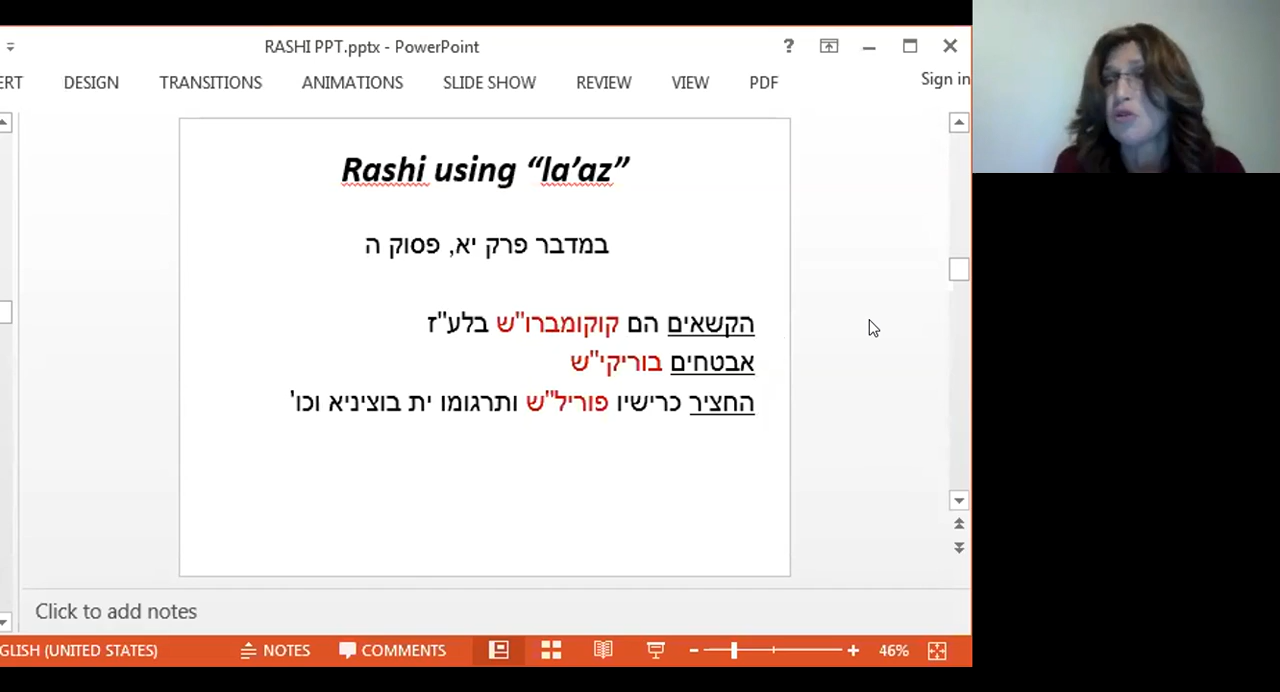 RASHI PPT.pptx - PowerPoint
?
ERT DESIGN TRANSITIONS ANIMATIONS SLIDE SHOW REVIEW VIEW PDF Sign in
Rashi using “la’az”
במדבר פרק יא, פסוק ה
הקשאים הם קוקומברו"ש בלע"ז
אבטחים בוריקי"ש
החציר כרישיו פוריל"ש ותרגומו ית בוציניא וכו'
Click to add notes
GLISH (UNITED STATES) NOTES COMMENTS 46%